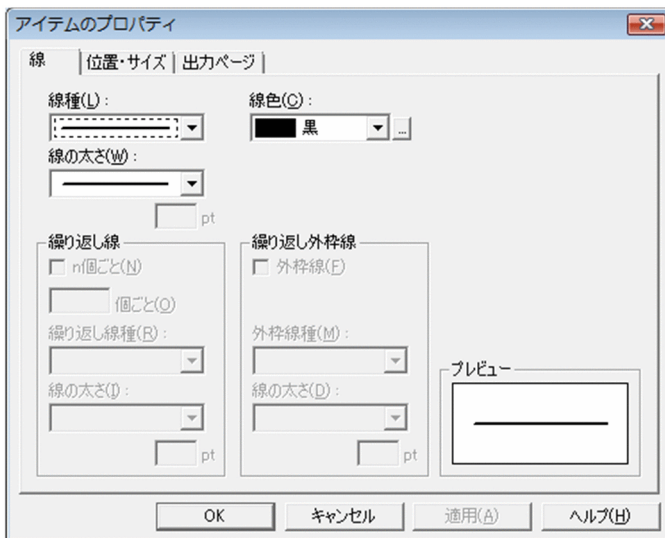 アイテムのプロパティ
線 位置・サイズ 出力ページ
線種(L): 線色(C):
黒 ...
線の太さ(W):
pt
繰り返し線
n個ごと(N)
個ごと(O)
繰り返し線種(R):
線の太さ(I):
pt
繰り返し外枠線
外枠線(F)
外枠線種(M):
線の太さ(D):
pt
プレビュー
OK キャンセル 適用(A) ヘルプ(H)